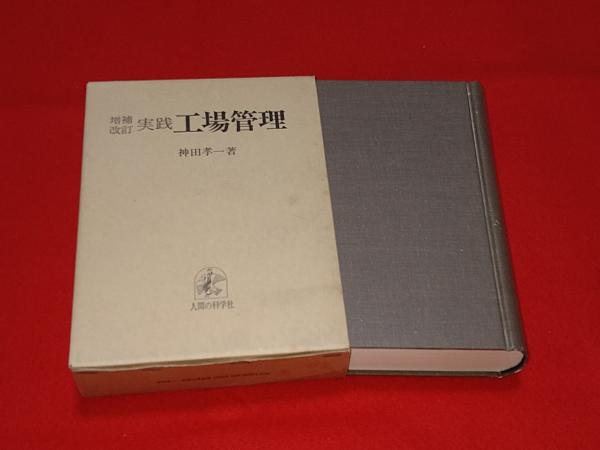 増補
改訂 実践 工場管理
神田孝一著
人間の科学社